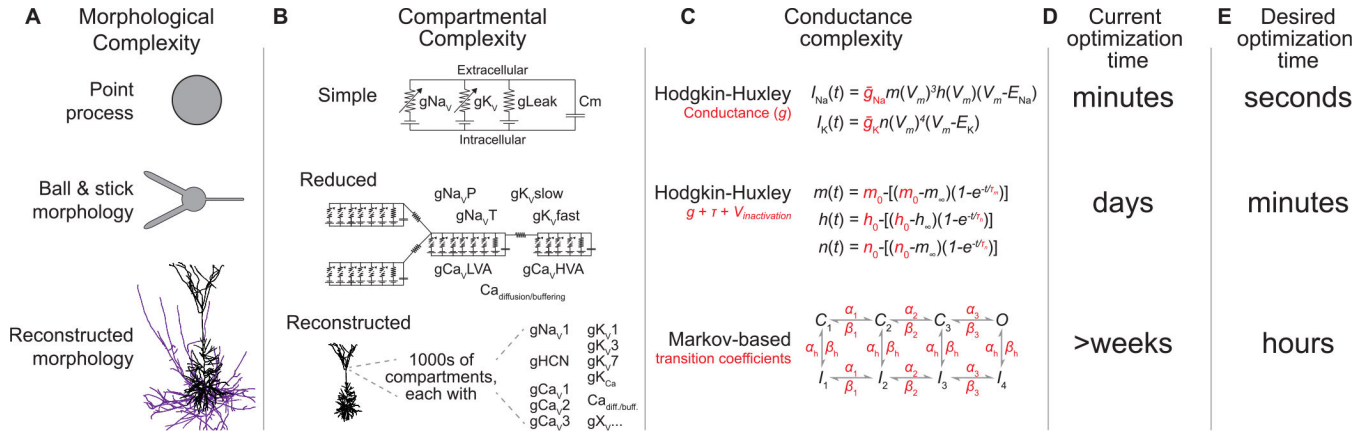 A
Morphological
Complexity
Point
process
Ball & stick
morphology
Reconstructed
morphology
B
Compartmental
Complexity
Simple
Extracellular
gNaV
gKV
gLeak
Cm
Intracellular
Reduced
gNaVP
gKVslow
gNaVT
gKVfast
gCaVLVA
gCaVHVA
Cadiffusion/buffering
Reconstructed
1000s of
compartments,
each with
gNaV1
gHCN
gCaV1
gCaV2
gCaV3
gKV1
gKV3
gKV7
gKCa
Cadiff./buff.
gXV...
C
Conductance
complexity
Hodgkin-Huxley
Conductance (g)
INa(t) = ḡNa m(Vm)³h(Vm)(Vm-ENa)
IK(t) = ḡK n(Vm)⁴(Vm-EK)
Hodgkin-Huxley
g + τ + Vinactivation
m(t) = m0-[(m0-m∞)(1-e-t/τm)]
h(t) = h0-[(h0-h∞)(1-e-t/τh)]
n(t) = n0-[(n0-m∞)(1-e-t/τn)]
Markov-based
transition coefficients
α1 α2 α3
C1 C2 C3 O
β1 β2 β3
αh βh αh βh αh βh αh βh
α1 α2 α3
I1 I2 I3 I4
β1 β2 β3
D
Current
optimization
time
minutes
days
>weeks
E
Desired
optimization
time
seconds
minutes
hours